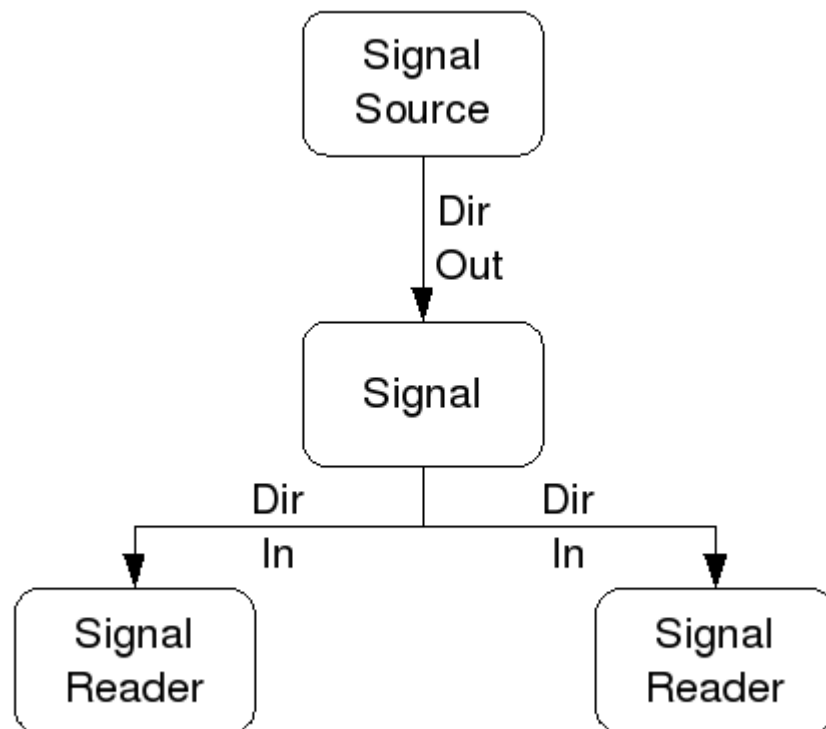 Signal
Source
Dir
Out
Signal
Dir
Dir
In
In
Signal
Reader
Signal
Reader